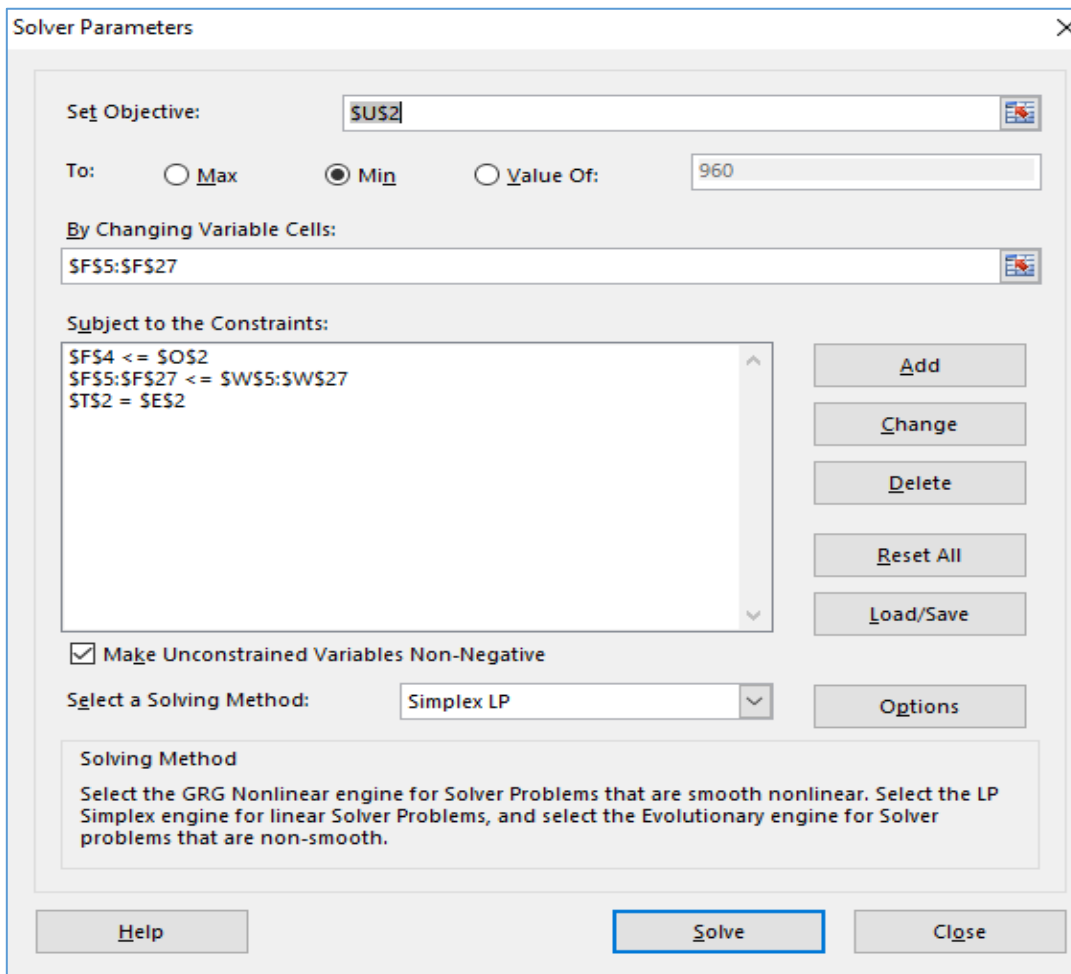 Solver Parameters
Set Objective:
$U$2
To:
Max
Min
Value Of:
960
By Changing Variable Cells:
$F$5:$F$27
Subject to the Constraints:
$F$4 <= $O$2
$F$5:$F$27 <= $W$5:$W$27
$T$2 = $E$2
Add
Change
Delete
Reset All
Load/Save
Make Unconstrained Variables Non-Negative
Select a Solving Method:
Simplex LP
Options
Solving Method
Select the GRG Nonlinear engine for Solver Problems that are smooth nonlinear. Select the LP
Simplex engine for linear Solver Problems, and select the Evolutionary engine for Solver
problems that are non-smooth.
Help
Solve
Close